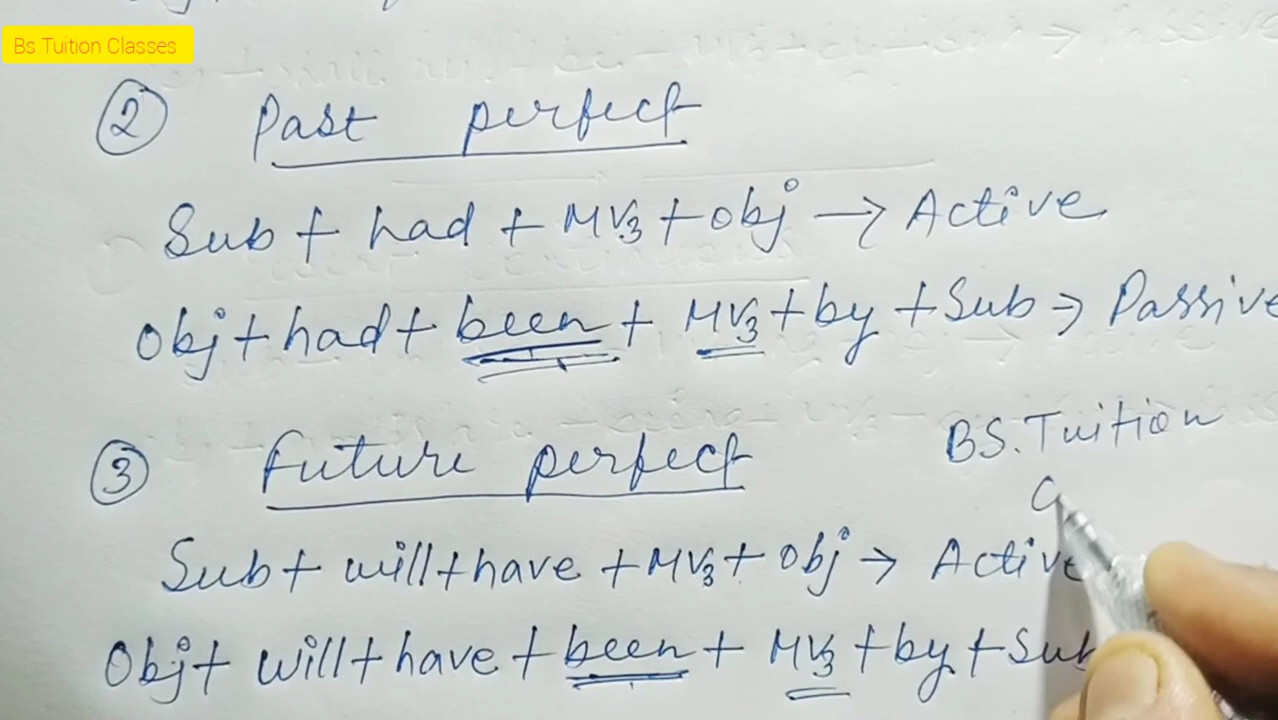 Bs Tuition Classes
② Past perfect
Sub + had + MV3 + obj → Active
Obj + had + been + MV3 + by + Sub → Passive
③ Future perfect
BS. Tuition
C
Sub + will + have + MV3 + Obj → Active
Obj + will + have + been + MV3 + by + Sub